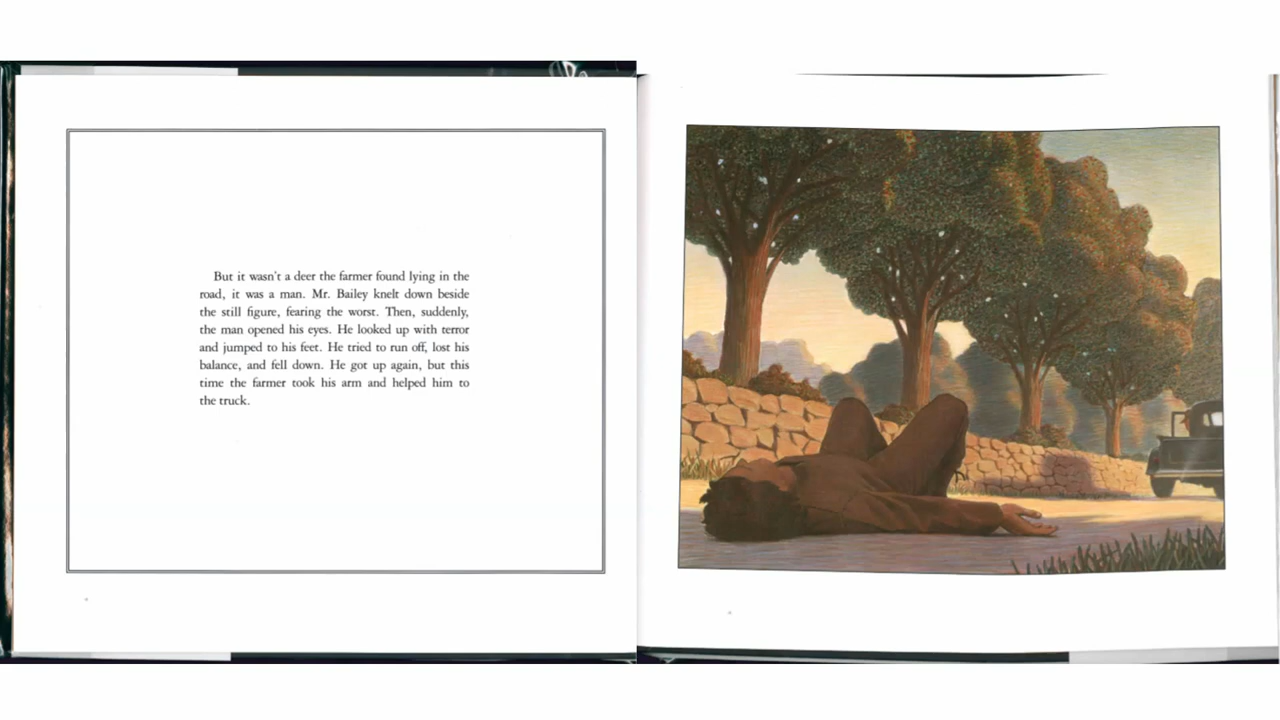 But it wasn't a deer the farmer found lying in the
road, it was a man. Mr. Bailey knelt down beside
the still figure, fearing the worst. Then, suddenly,
the man opened his eyes. He looked up with terror
and jumped to his feet. He tried to run off, lost his
balance, and fell down. He got up again, but this
time the farmer took his arm and helped him to
the truck.